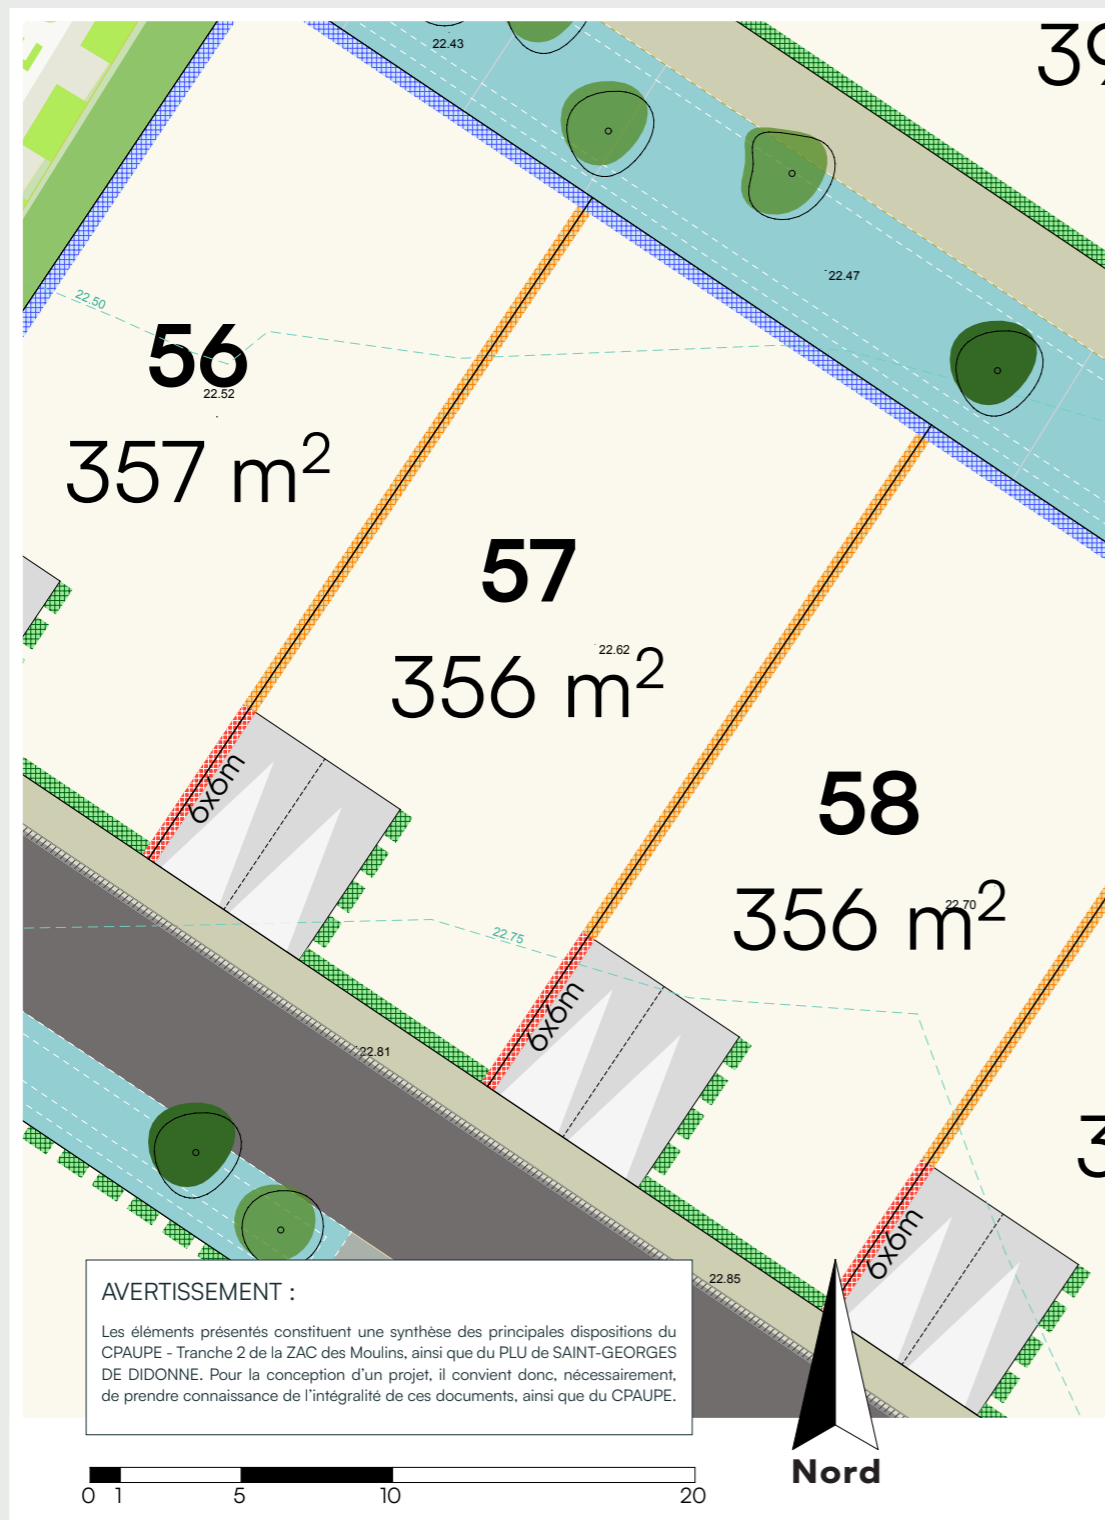 22.43
39
22.47
22.50
56
22.52
357 m²
57
22.62
356 m²
6x6m
58
22.70
356 m²
22.75
6x6m
22.81
3
6x6m
22.85
AVERTISSEMENT :
Les éléments présentés constituent une synthèse des principales dispositions du
CPAUPE - Tranche 2 de la ZAC des Moulins, ainsi que du PLU de SAINT-GEORGES
DE DIDONNE. Pour la conception d'un projet, il convient donc, nécessairement,
de prendre connaissance de l'intégralité de ces documents, ainsi que du CPAUPE.
Nord
0 1 5 10 20